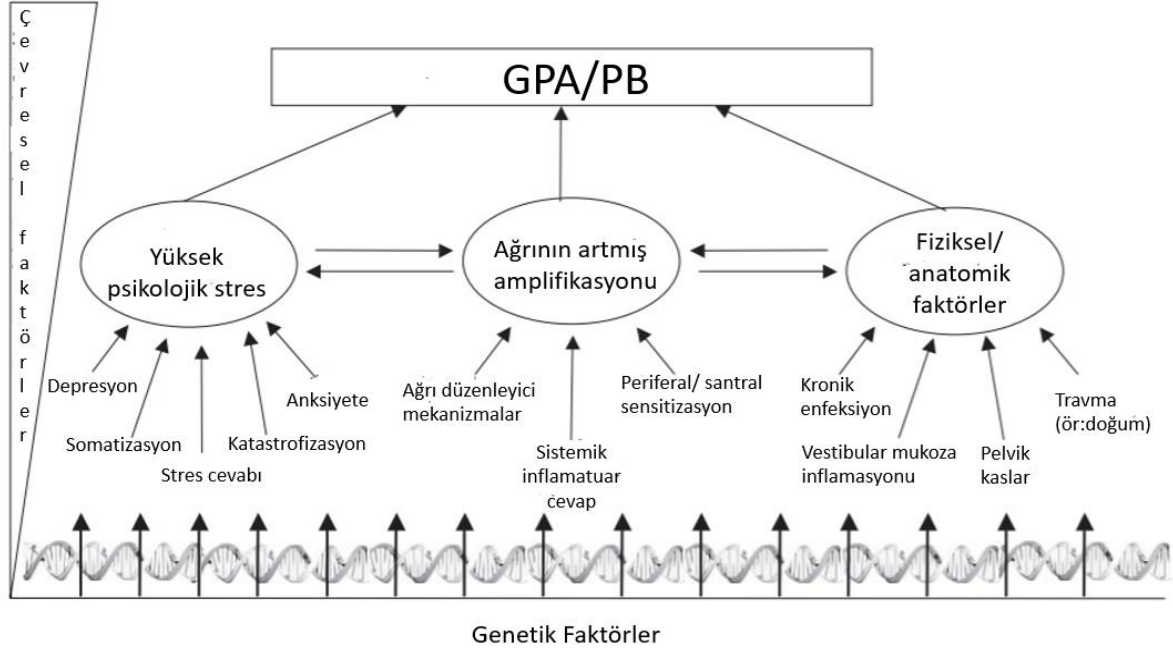 Çevresel faktörler
GPA/PB
Yüksek
psikolojik stres
Ağrının artmış
amplifikasyonu
Fiziksel/
anatomik
faktörler
Depresyon
Somatizasyon
Stres cevabı
Katastrofizasyon
Anksiyete
Ağrı düzenleyici
mekanizmalar
Sistemik
inflamatuar
cevap
Periferal/ santral
sensitizasyon
Kronik
enfeksiyon
Vestibular mukoza
inflamasyonu
Pelvik
kaslar
Travma
(ör:doğum)
Genetik Faktörler